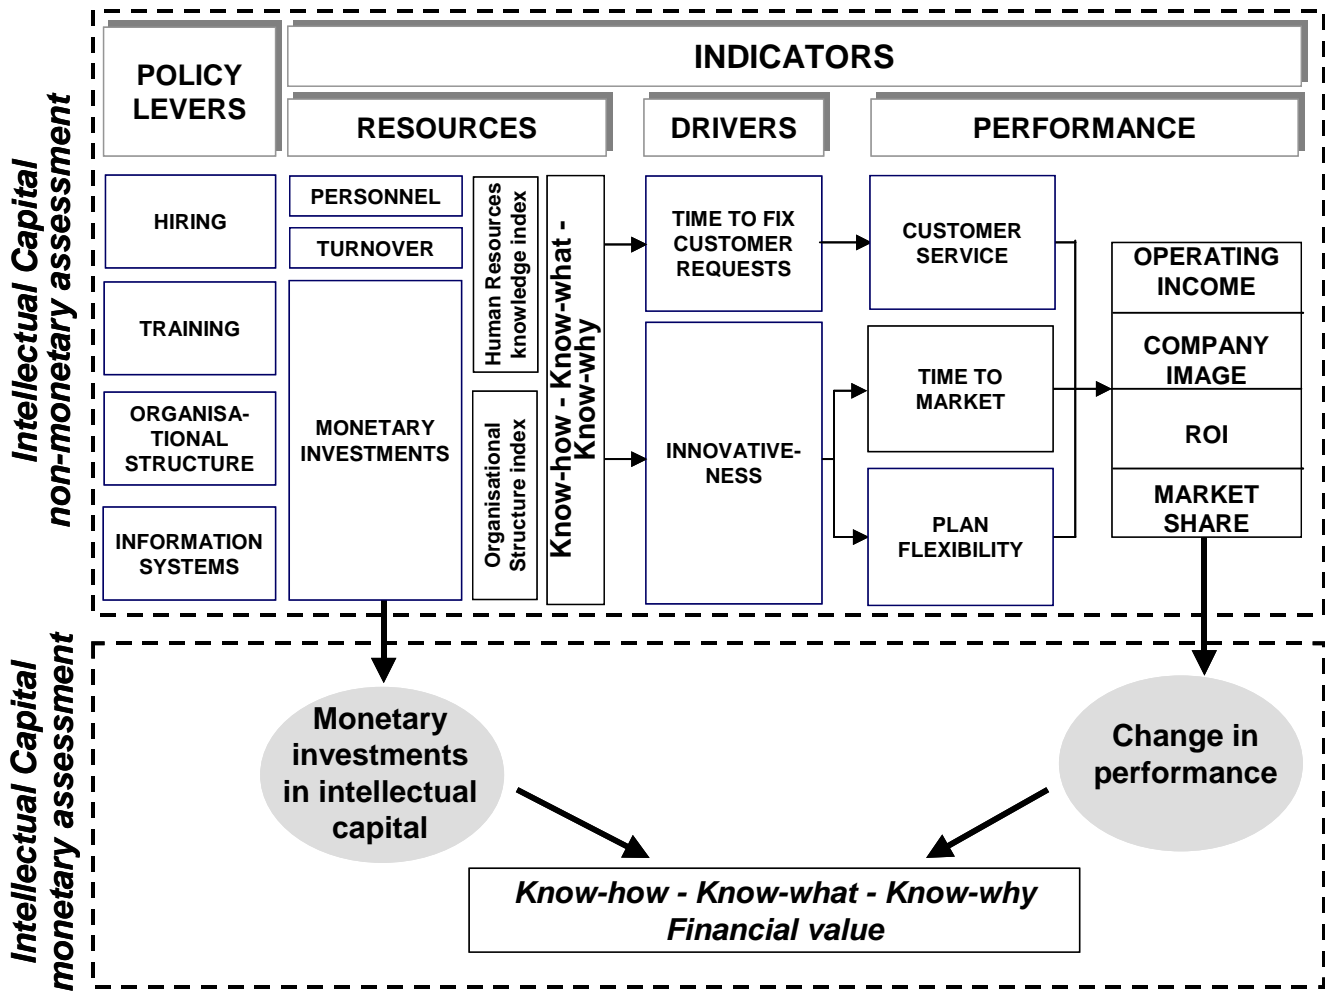 Intellectual Capital
non-monetary assessment
POLICY
LEVERS
INDICATORS
RESOURCES
DRIVERS
PERFORMANCE
HIRING
TRAINING
ORGANISA-
TIONAL
STRUCTURE
INFORMATION
SYSTEMS
PERSONNEL
TURNOVER
MONETARY
INVESTMENTS
Human Resources
knowledge index
Organisational
Structure index
Know-how - Know-what -
Know-why
TIME TO FIX
CUSTOMER
REQUESTS
INNOVATIVE-
NESS
CUSTOMER
SERVICE
TIME TO
MARKET
PLAN
FLEXIBILITY
OPERATING
INCOME
COMPANY
IMAGE
ROI
MARKET
SHARE
Intellectual Capital
monetary assessment
Monetary
investments
in intellectual
capital
Change in
performance
Know-how - Know-what - Know-why
Financial value